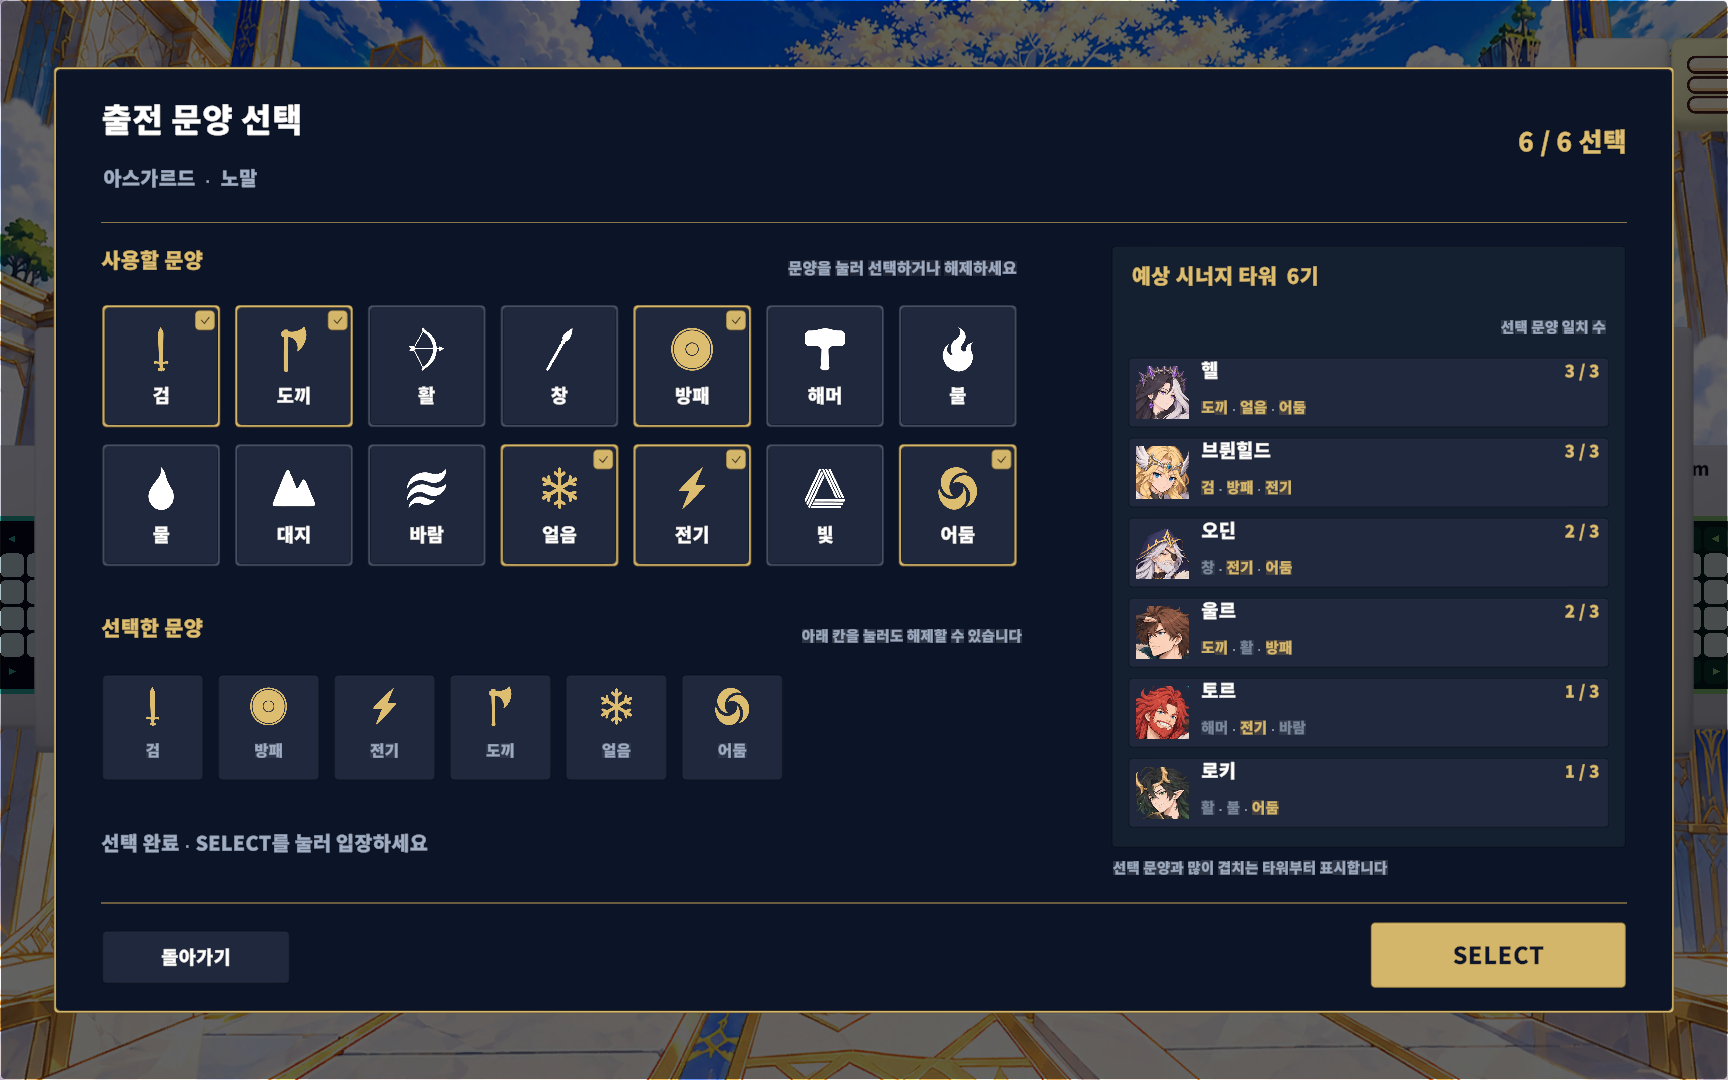 출전 문양 선택
6 / 6 선택
아스가르드 · 노말
사용할 문양
문양을 눌러 선택하거나 해제하세요
검
도끼
활
창
방패
해머
불
물
대지
바람
얼음
전기
빛
어둠
선택한 문양
아래 칸을 눌러도 해제할 수 있습니다
검
방패
전기
도끼
얼음
어둠
선택 완료 · SELECT를 눌러 입장하세요
예상 시너지 타워 6기
선택 문양 일치 수
헬
3 / 3
도끼 · 얼음 · 어둠
브륀힐드
3 / 3
검 · 방패 · 전기
오딘
2 / 3
창 · 전기 · 어둠
울르
2 / 3
도끼 · 활 · 방패
토르
1 / 3
해머 · 전기 · 바람
로키
1 / 3
활 · 불 · 어둠
선택 문양과 많이 겹치는 타워부터 표시합니다
돌아가기
SELECT
m